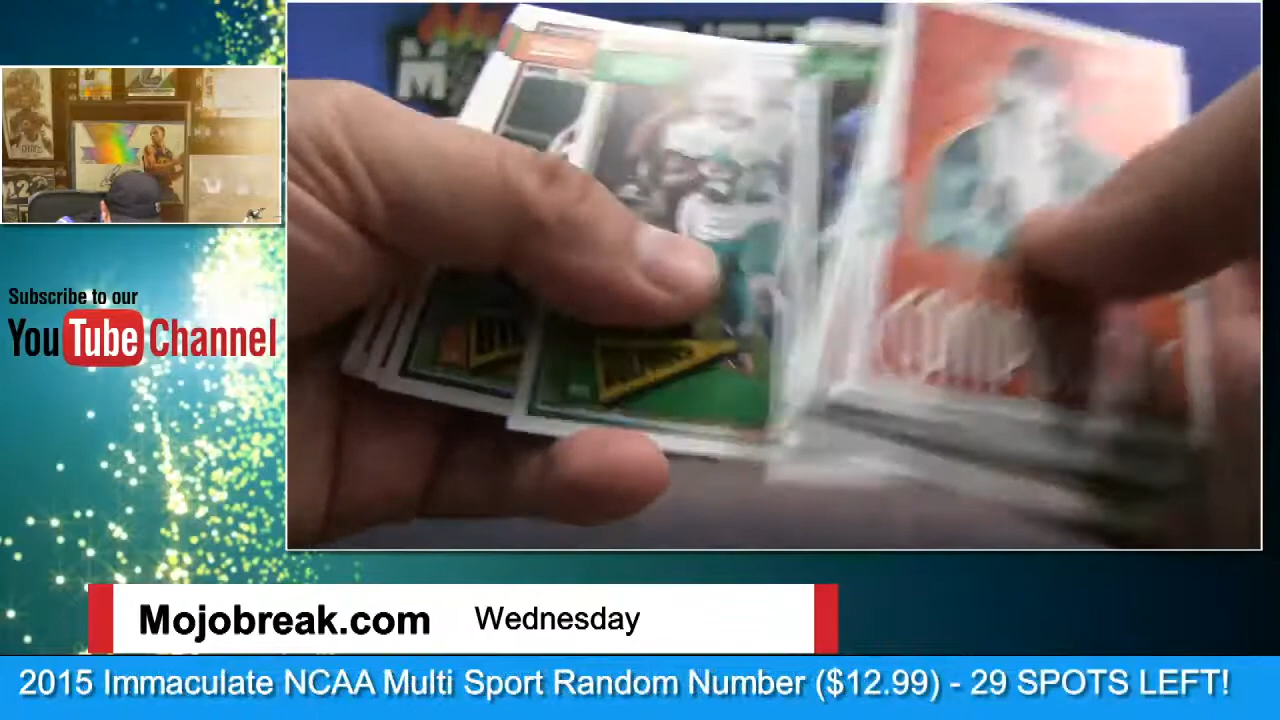 Subscribe to our
YouTube Channel
Mojobreak.com Wednesday
2015 Immaculate NCAA Multi Sport Random Number ($12.99) - 29 SPOTS LEFT!